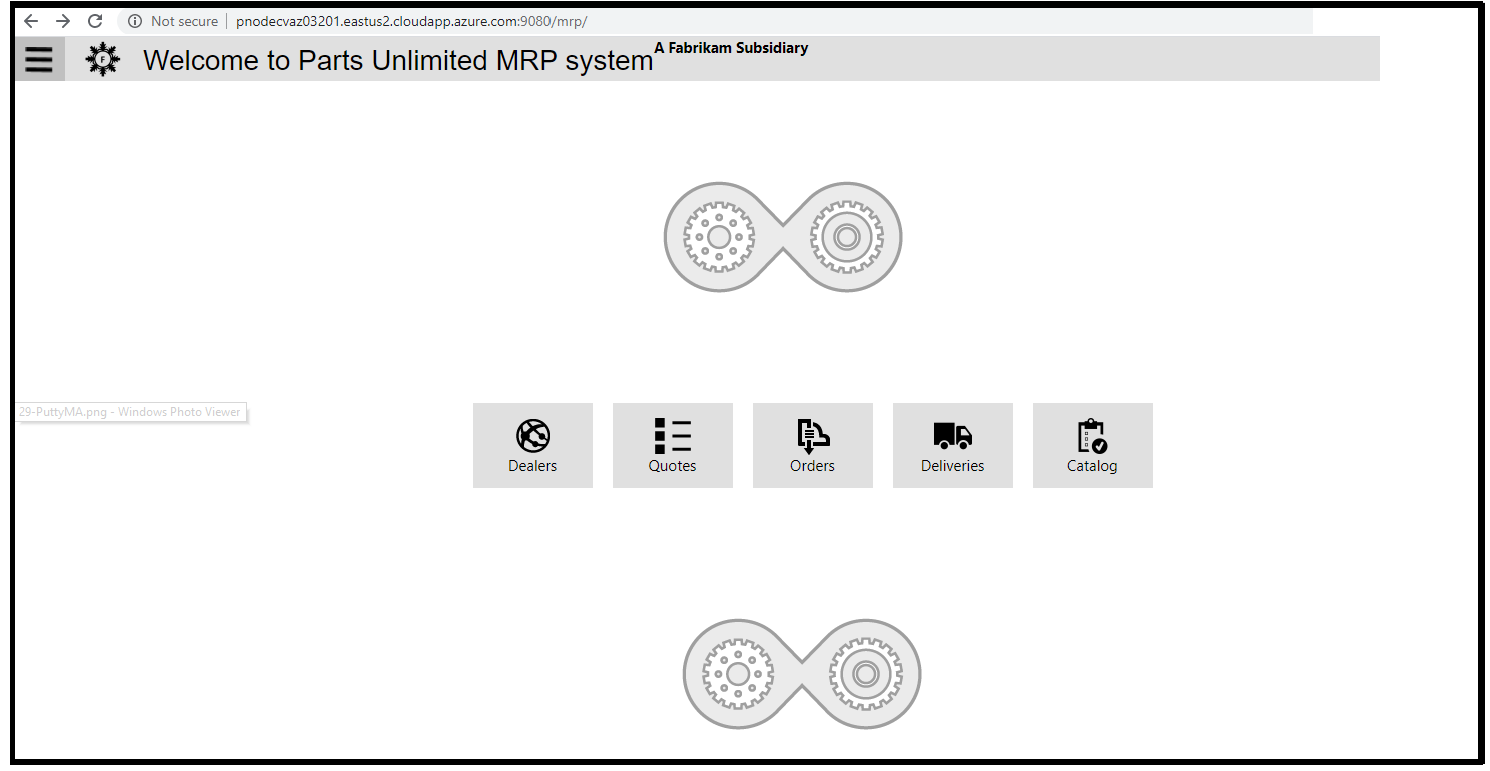 Not secure | pnodecvaz03201.eastus2.cloudapp.azure.com:9080/mrp/
Welcome to Parts Unlimited MRP system A Fabrikam Subsidiary
F
29-PuttyMA.png - Windows Photo Viewer
Dealers
Quotes
Orders
Deliveries
Catalog